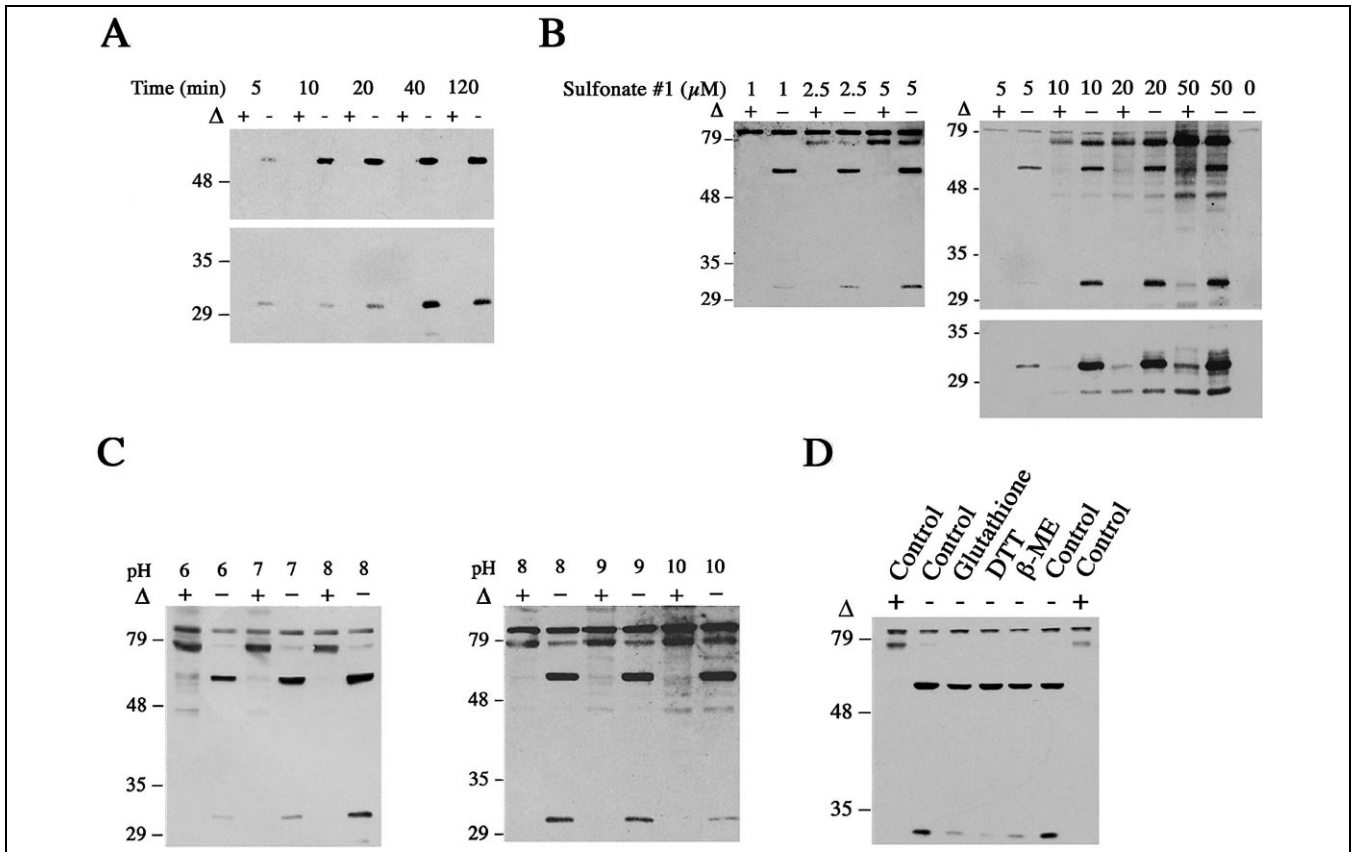 A
Time (min) 5 10 20 40 120
Δ + - + - + - + - + -
48 –
35 –
29 –
B
Sulfonate #1 (µM) 1 1 2.5 2.5 5 5
Δ + – + – + –
79 –
48 –
35 –
29 –
5 5 10 10 20 20 50 50 0
Δ + – + – + – + – –
79 -
48 -
35 -
29 -
35 -
29 -
C
pH 6 6 7 7 8 8
Δ + – + – + –
79 –
48 –
35 –
29 –
pH 8 8 9 9 10 10
Δ + – + – + –
79 –
48 –
35 –
29 –
D
Control
Control
Glutathione
DTT
β-ME
Control
Control
Δ + - - - - - +
79 –
48 –
35 –